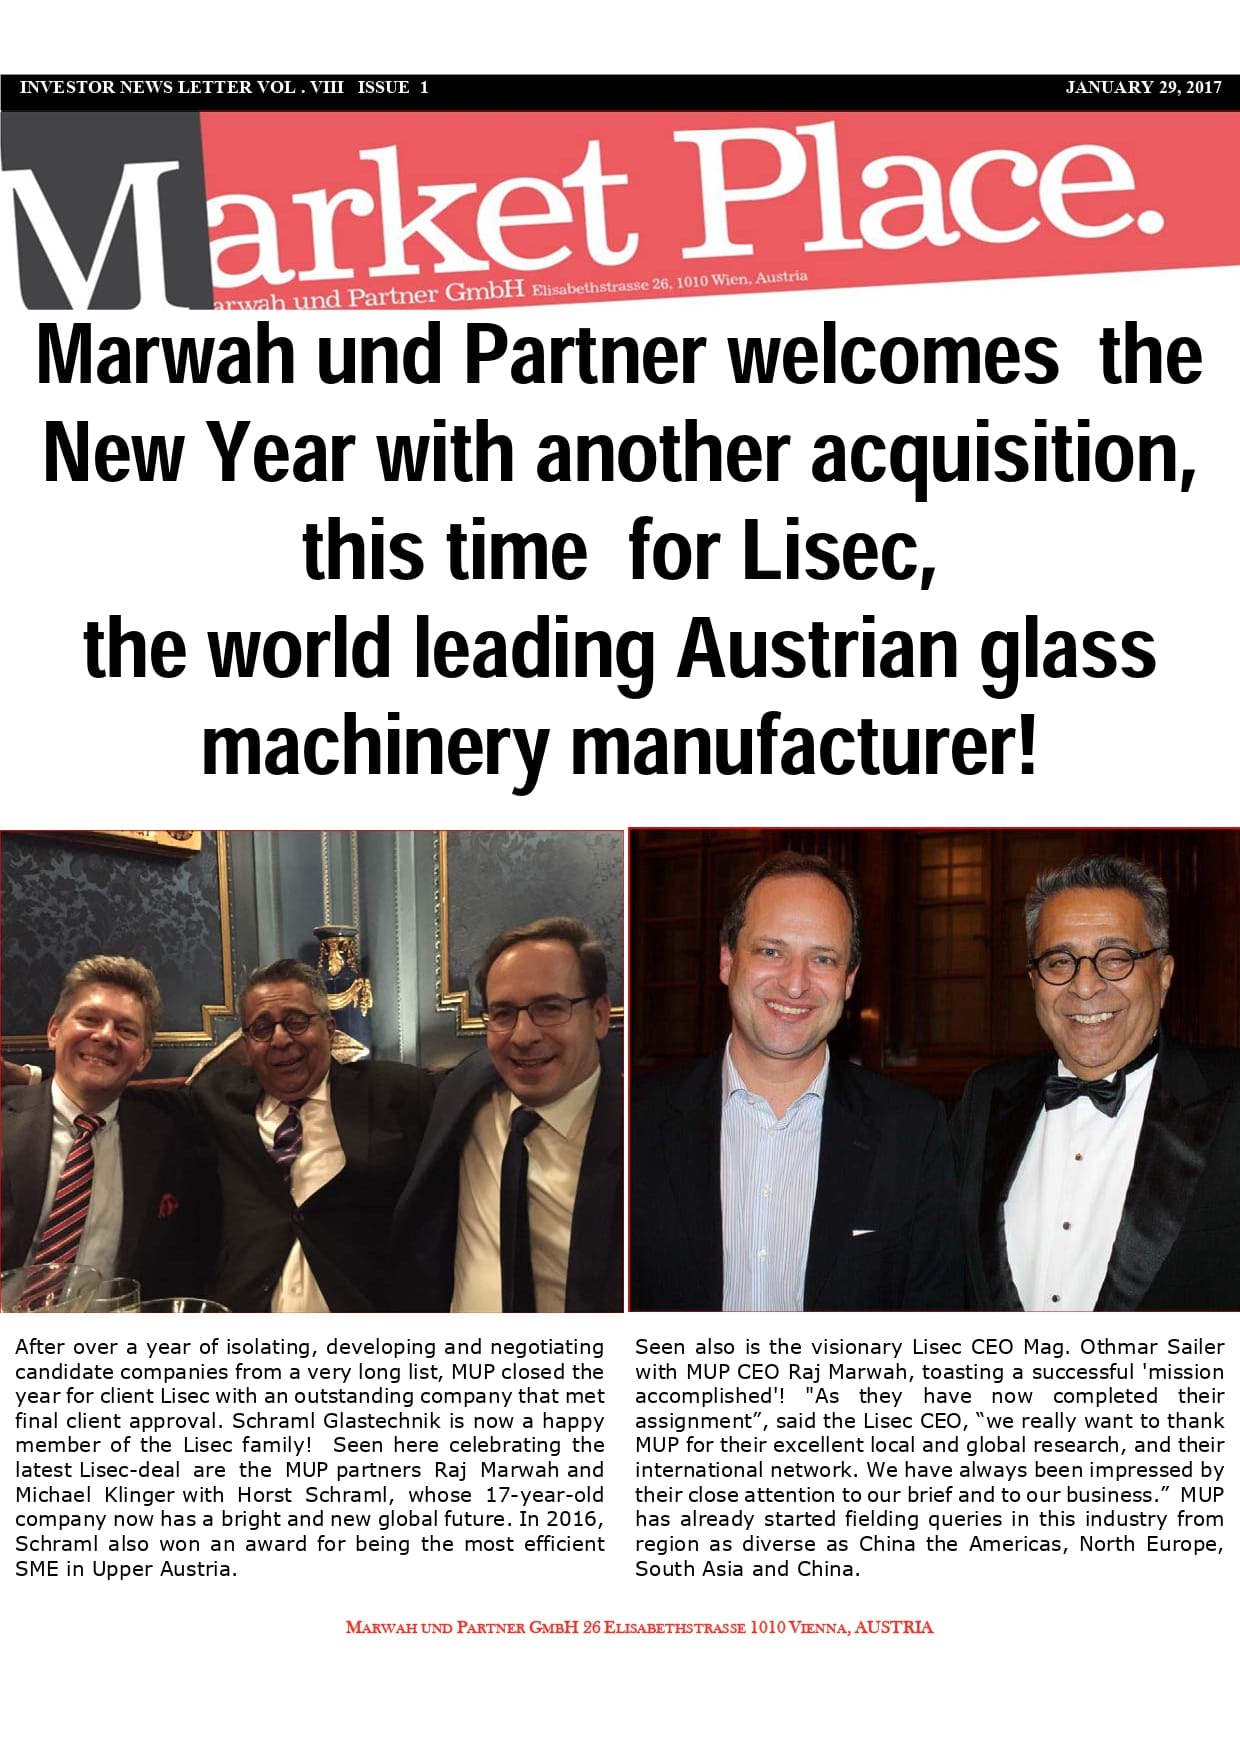 INVESTOR NEWS LETTER VOL . VIII ISSUE 1
JANUARY 29, 2017
Market Place.
Marwah und Partner GmbH Elisabethstrasse 26, 1010 Wien, Austria
Marwah und Partner welcomes the
New Year with another acquisition,
this time for Lisec,
the world leading Austrian glass
machinery manufacturer!
After over a year of isolating, developing and negotiating
candidate companies from a very long list, MUP closed the
year for client Lisec with an outstanding company that met
final client approval. Schraml Glastechnik is now a happy
member of the Lisec family! Seen here celebrating the
latest Lisec-deal are the MUP partners Raj Marwah and
Michael Klinger with Horst Schraml, whose 17-year-old
company now has a bright and new global future. In 2016,
Schraml also won an award for being the most efficient
SME in Upper Austria.
Seen also is the visionary Lisec CEO Mag. Othmar Sailer
with MUP CEO Raj Marwah, toasting a successful 'mission
accomplished'! "As they have now completed their
assignment”, said the Lisec CEO, “we really want to thank
MUP for their excellent local and global research, and their
international network. We have always been impressed by
their close attention to our brief and to our business.” MUP
has already started fielding queries in this industry from
region as diverse as China the Americas, North Europe,
South Asia and China.
MARWAH UND PARTNER GMBH 26 ELISABETHSTRASSE 1010 VIENNA, AUSTRIA